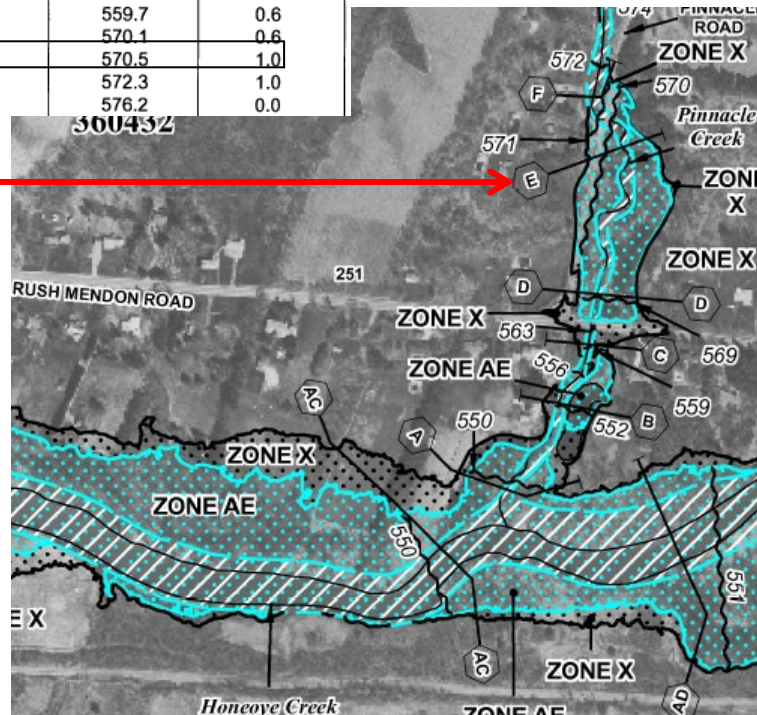 559.7 0.6
570.1 0.6
570.5 1.0
572.3 1.0
576.2 0.0
360432
574
PINNACLE
ROAD
572
ZONE X
F
570
Pinnacle
Creek
571
E
ZONE
X
ZONE X
251
D
D
RUSH MENDON ROAD
ZONE X
563
C
569
556
ZONE AE
AC
559
A
550
552
B
ZONE X
ZONE AE
550
551
E X
AC
ZONE X
AD
Honeoye Creek
ZONE AE